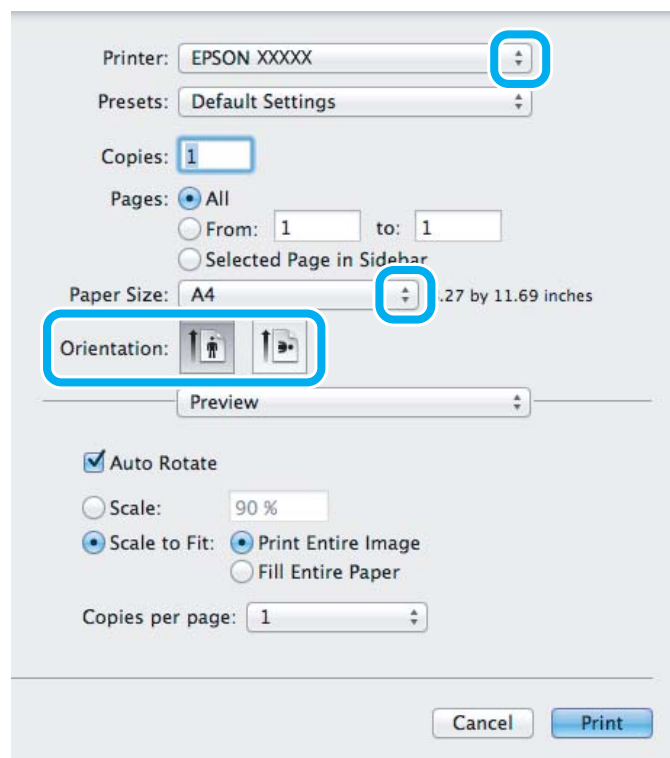 Printer: EPSON XXXXX
Presets: Default Settings
Copies: 1
Pages: All
From: 1 to: 1
Selected Page in Sidebar
Paper Size: A4 .27 by 11.69 inches
Orientation:
Preview
Auto Rotate
Scale: 90 %
Scale to Fit: Print Entire Image
Fill Entire Paper
Copies per page: 1
Cancel Print